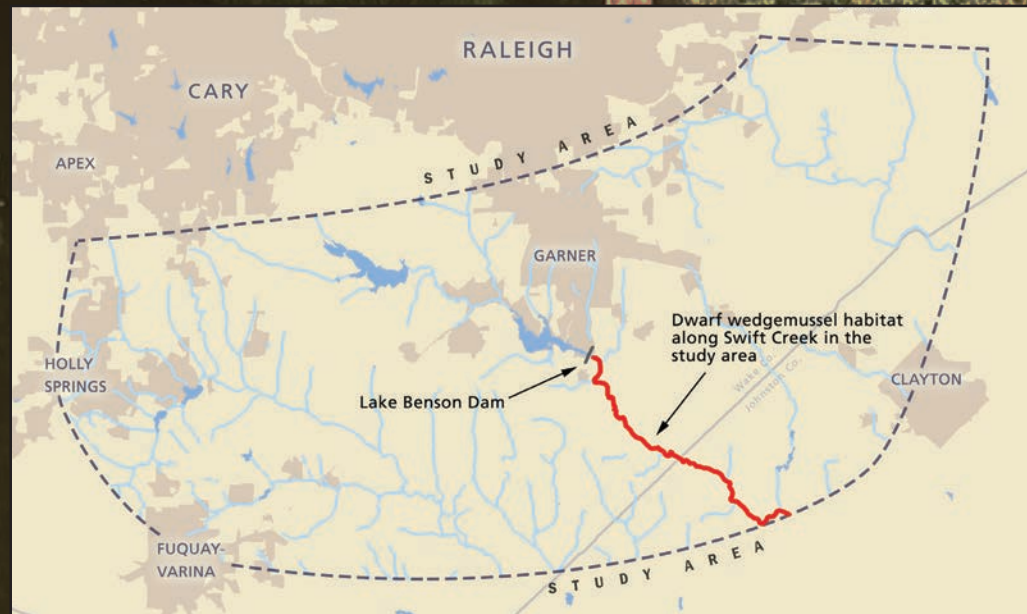 RALEIGH
CARY
APEX
STUDY AREA
GARNER
Dwarf wedgemussel habitat
along Swift Creek in the
study area
Wake Co.
Johnston Co.
HOLLY
SPRINGS
CLAYTON
Lake Benson Dam
FUQUAY-
VARINA
STUDY AREA